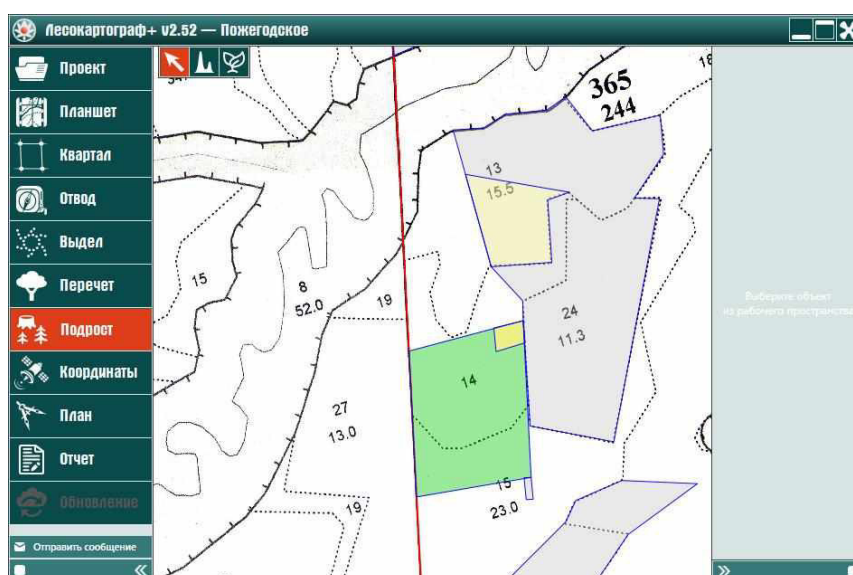 Лесокартограф+ v2.52 — Пожегодское
Проект
Планшет
Квартал
Отвод
Выдел
Перечет
Подрост
Координаты
План
Отчет
Обновление
Отправить сообщение
365
244
18
13
15.5
15
8
52.0
19
24
11.3
14
27
13.0
15
23.0
19
Выберите объект
из рабочего пространства